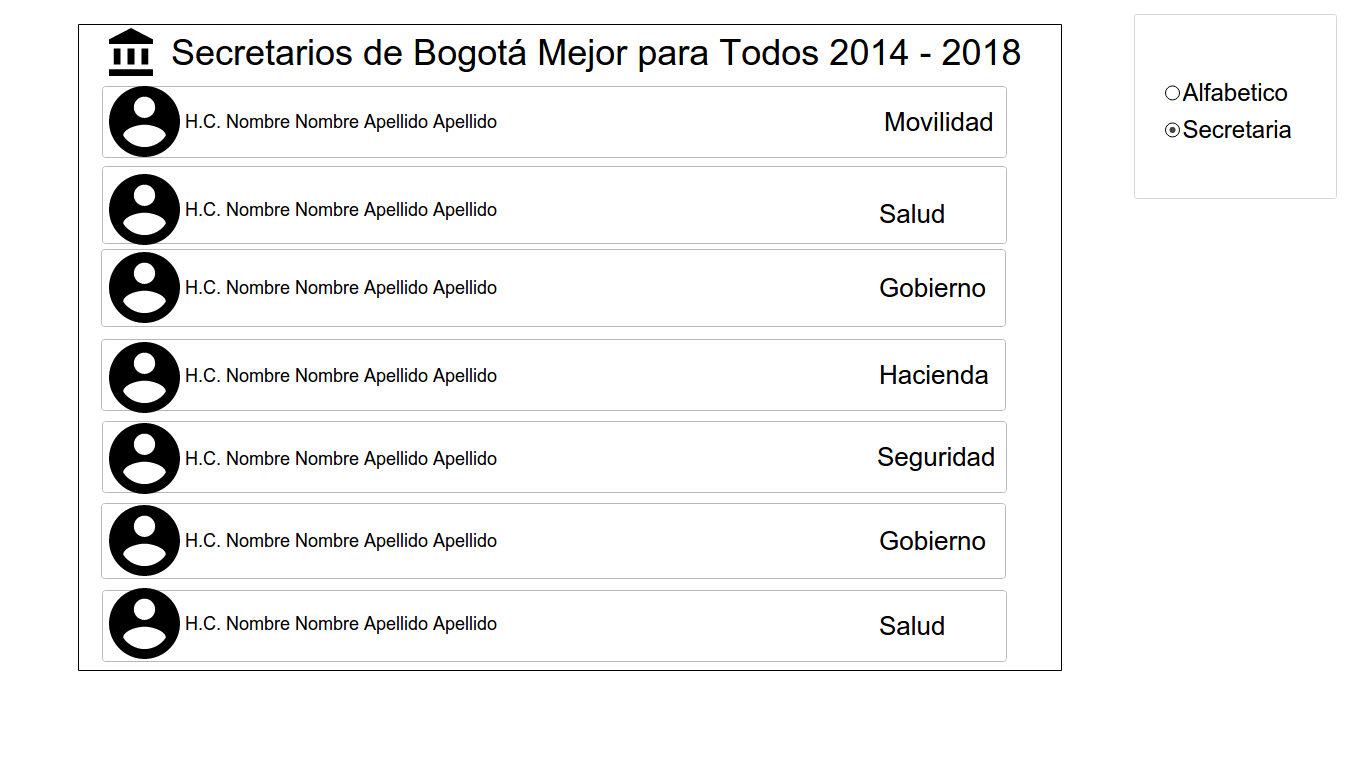 Secretarios de Bogotá Mejor para Todos 2014 - 2018
H.C. Nombre Nombre Apellido Apellido Movilidad
H.C. Nombre Nombre Apellido Apellido Salud
H.C. Nombre Nombre Apellido Apellido Gobierno
H.C. Nombre Nombre Apellido Apellido Hacienda
H.C. Nombre Nombre Apellido Apellido Seguridad
H.C. Nombre Nombre Apellido Apellido Gobierno
H.C. Nombre Nombre Apellido Apellido Salud
Alfabetico
Secretaria